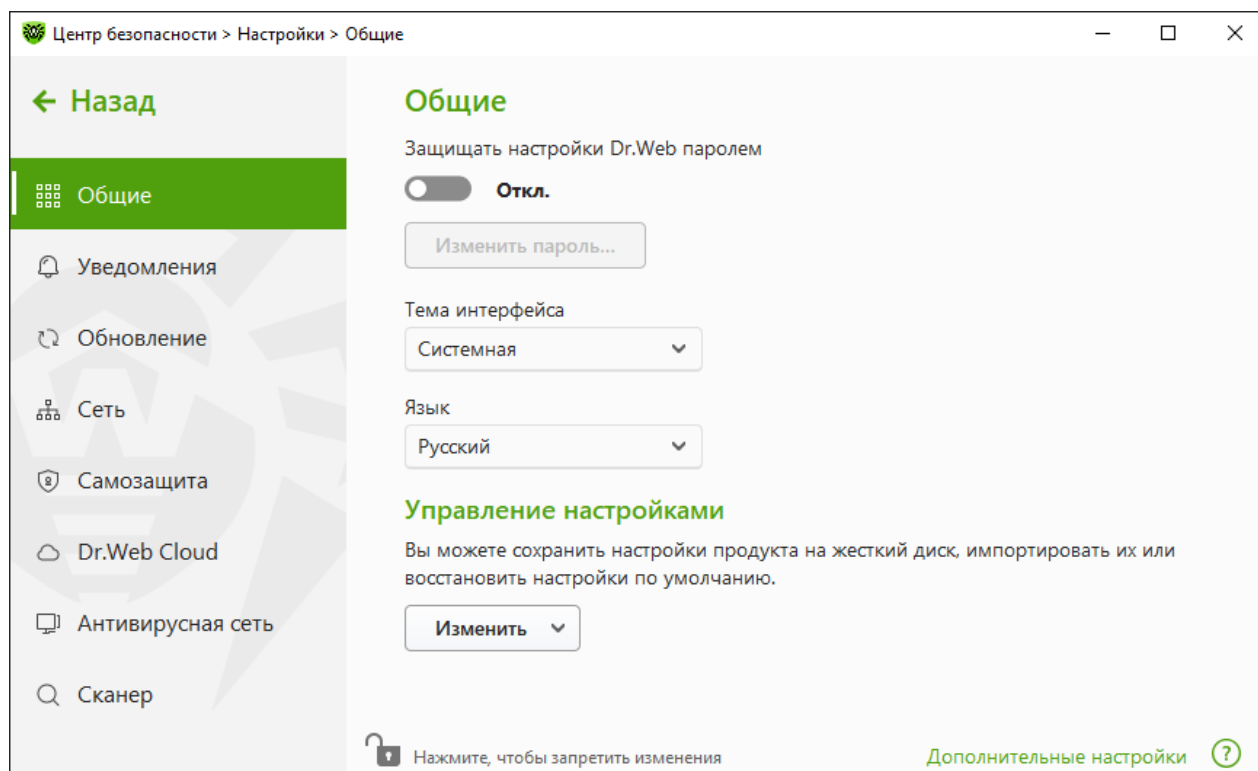 Центр безопасности > Настройки > Общие
Назад
Общие
Уведомления
Обновление
Сеть
Самозащита
Dr.Web Cloud
Антивирусная сеть
Сканер
Общие
Защищать настройки Dr.Web паролем
Откл.
Изменить пароль...
Тема интерфейса
Системная
Язык
Русский
Управление настройками
Вы можете сохранить настройки продукта на жесткий диск, импортировать их или
восстановить настройки по умолчанию.
Изменить
Нажмите, чтобы запретить изменения
Дополнительные настройки
?